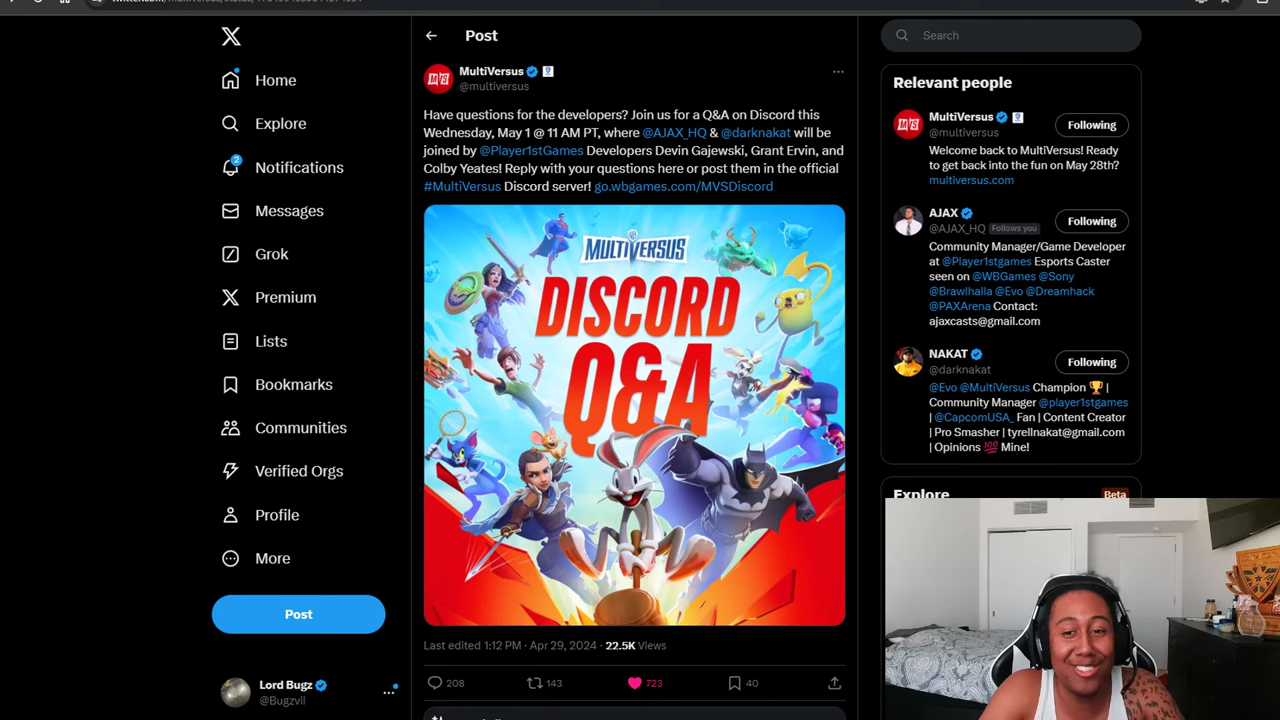 Post
Search
Home
Explore
2
Notifications
Messages
Grok
Premium
Lists
Bookmarks
Communities
Verified Orgs
Profile
More
Post
Lord Bugz
@Bugzvii
MVS
MultiVersus
@multiversus
Have questions for the developers? Join us for a Q&A on Discord this
Wednesday, May 1 @ 11 AM PT, where @AJAX_HQ & @darknakat will be
joined by @Player1stGames Developers Devin Gajewski, Grant Ervin, and
Colby Yeates! Reply with your questions here or post them in the official
#MultiVersus Discord server! go.wbgames.com/MVSDiscord
MULTIVERSUS
DISCORD
Q&A
Last edited 1:12 PM · Apr 29, 2024 · 22.5K Views
208 143 723 40
Relevant people
MVS
MultiVersus
@multiversus
Following
Welcome back to MultiVersus! Ready
to get back into the fun on May 28th?
multiversus.com
AJAX
@AJAX_HQ Follows you
Following
Community Manager/Game Developer
at @Player1stgames Esports Caster
seen on @WBGames @Sony
@Brawlhalla @Evo @Dreamhack
@PAXArena Contact:
ajaxcasts@gmail.com
NAKAT
@darknakat
Following
@Evo @MultiVersus Champion 🏆 |
Community Manager @player1stgames
| @CapcomUSA_ Fan | Content Creator
| Pro Smasher | tyrellnakat@gmail.com
| Opinions 💯 Mine!
Explore
Beta